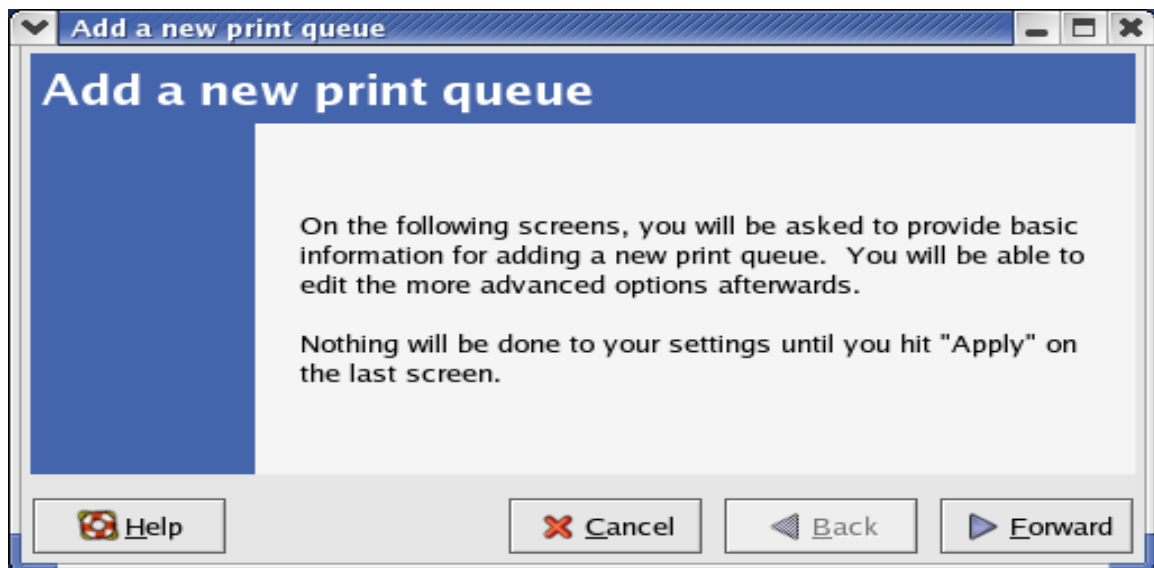 Add a new print queue
Add a new print queue
On the following screens, you will be asked to provide basic
information for adding a new print queue.  You will be able to
edit the more advanced options afterwards.
Nothing will be done to your settings until you hit "Apply" on
the last screen.
Help
Cancel
Back
Forward